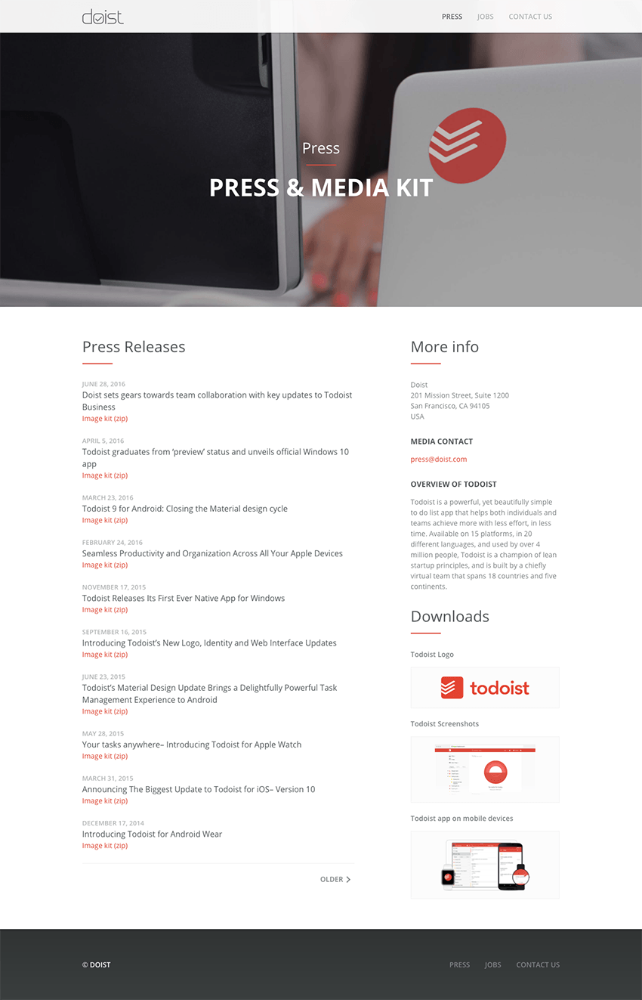 doist
PRESS JOBS CONTACT US
Press
PRESS & MEDIA KIT
Press Releases
JUNE 28, 2016
Doist sets gears towards team collaboration with key updates to Todoist
Business
Image kit (zip)
APRIL 5, 2016
Todoist graduates from ‘preview’ status and unveils official Windows 10
app
Image kit (zip)
MARCH 23, 2016
Todoist 9 for Android: Closing the Material design cycle
Image kit (zip)
FEBRUARY 24, 2016
Seamless Productivity and Organization Across All Your Apple Devices
Image kit (zip)
NOVEMBER 17, 2015
Todoist Releases Its First Ever Native App for Windows
Image kit (zip)
SEPTEMBER 16, 2015
Introducing Todoist’s New Logo, Identity and Web Interface Updates
Image kit (zip)
JUNE 23, 2015
Todoist’s Material Design Update Brings a Delightfully Powerful Task
Management Experience to Android
Image kit (zip)
MAY 28, 2015
Your tasks anywhere– Introducing Todoist for Apple Watch
Image kit (zip)
MARCH 31, 2015
Announcing The Biggest Update to Todoist for iOS– Version 10
Image kit (zip)
DECEMBER 17, 2014
Introducing Todoist for Android Wear
Image kit (zip)
OLDER
More info
Doist
201 Mission Street, Suite 1200
San Francisco, CA 94105
USA
MEDIA CONTACT
press@doist.com
OVERVIEW OF TODOIST
Todoist is a powerful, yet beautifully simple
to do list app that helps both individuals and
teams achieve more with less effort, in less
time. Available on 15 platforms, in 20
different languages, and used by over 4
million people, Todoist is a champion of lean
startup principles, and is built by a chiefly
virtual team that spans 18 countries and five
continents.
Downloads
Todoist Logo
todoist
Todoist Screenshots
Todoist app on mobile devices
© DOIST
PRESS JOBS CONTACT US